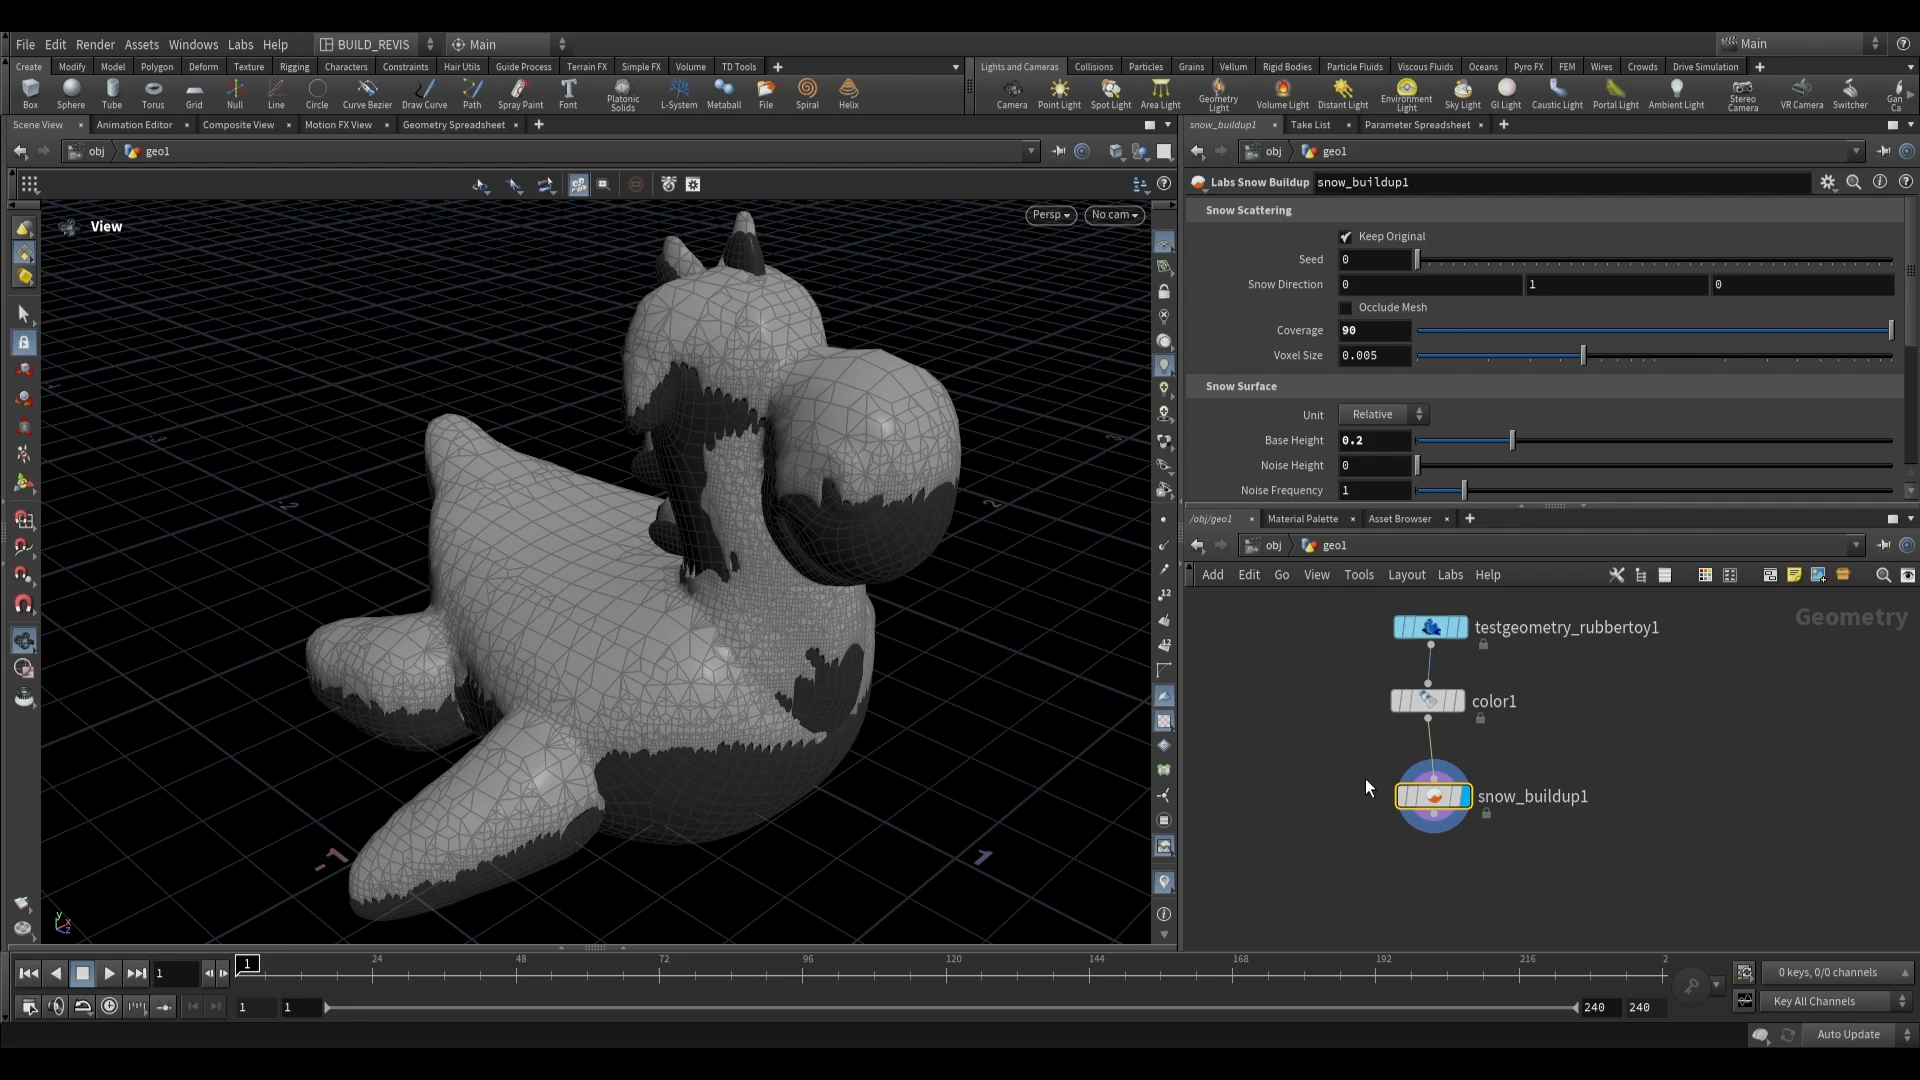 File Edit Render Assets Windows Labs Help BUILD_REVIS Main Main
Create Modify Model Polygon Deform Texture Rigging Characters Constraints Hair Utils Guide Process Terrain FX Simple FX Volume TD Tools
Box Sphere Tube Torus Grid Null Line Circle Curve Bezier Draw Curve Path Spray Paint Font Platonic Solids L-System Metaball File Spiral Helix
Lights and Cameras Collisions Particles Grains Vellum Rigid Bodies Particle Fluids Viscous Fluids Oceans Pyro FX FEM Wires Crowds Drive Simulation
Camera Point Light Spot Light Area Light Geometry Light Volume Light Distant Light Environment Light Sky Light GI Light Caustic Light Portal Light Ambient Light Stereo Camera VR Camera Switcher Gan Ca
Scene View Animation Editor Composite View Motion FX View Geometry Spreadsheet
obj geo1
View
Persp No cam
-1
1
2
snow_buildup1 Take List Parameter Spreadsheet
obj geo1
Labs Snow Buildup snow_buildup1
Snow Scattering
Keep Original
Seed 0
Snow Direction 0 1 0
Occlude Mesh
Coverage 90
Voxel Size 0.005
Snow Surface
Unit Relative
Base Height 0.2
Noise Height 0
Noise Frequency 1
/obj/geo1 Material Palette Asset Browser
obj geo1
Add Edit Go View Tools Layout Labs Help
Geometry
testgeometry_rubbertoy1
color1
snow_buildup1
1 1 24 48 72 96 120 144 168 192 216 2
0 keys, 0/0 channels
1 1 240 240
Key All Channels
Auto Update